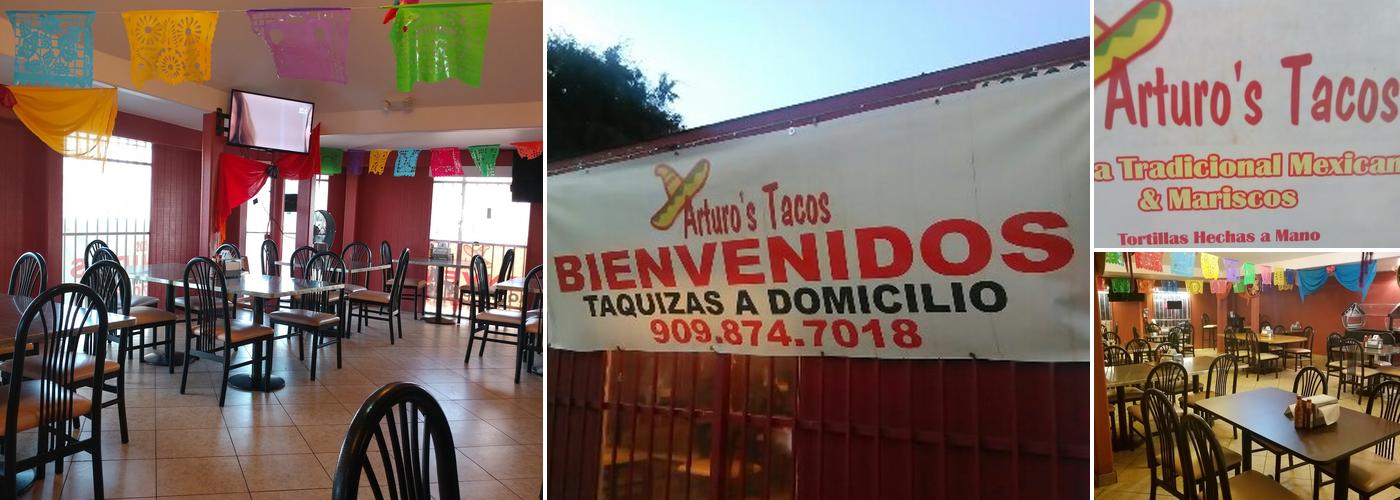 Arturo's Tacos
BIENVENIDOS
TAQUIZAS A DOMICILIO
909.874.7018
Arturo's Tacos
a Tradicional Mexican
& Mariscos
Tortillas Hechas a Mano